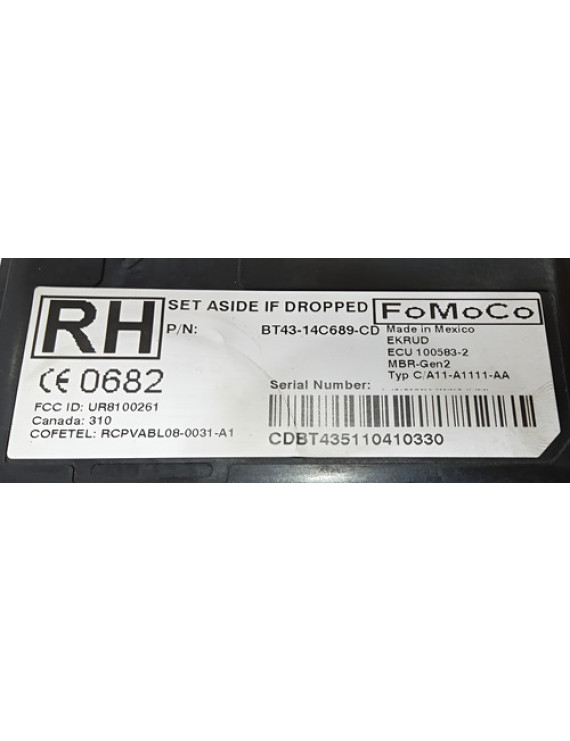 RH
SET ASIDE IF DROPPED
FoMoCo
P/N: BT43-14C689-CD
Made in Mexico
EKRUD
ECU 100583-2
MBR-Gen2
Typ C/A11-A1111-AA
CE 0682
Serial Number:
FCC ID: UR8100261
Canada: 310
COFETEL: RCPVABL08-0031-A1
CDBT435110410330